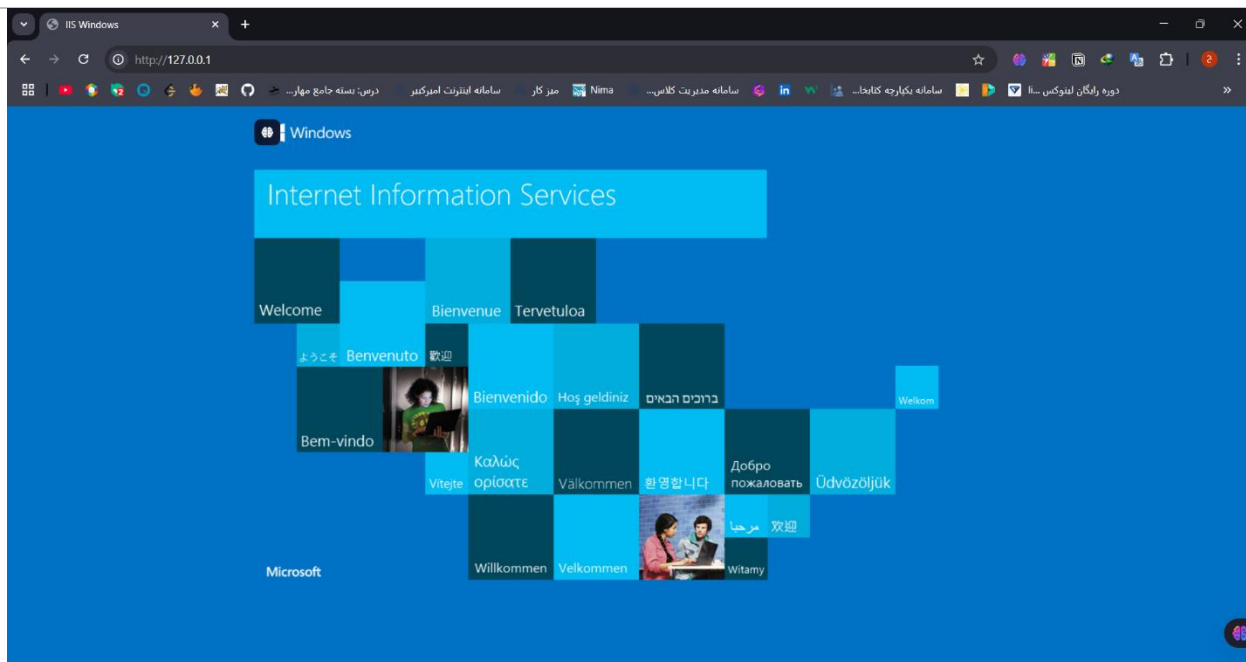 IIS Windows
http://127.0.0.1
درس: بسته جامع مهار...
سامانه اینترنت امیرکبیر
میز کار
Nima
سامانه مدیریت کلاس...
سامانه یکپارچه کتابخا...
دوره رایگان لینوکس li...
Windows
Internet Information Services
Welcome
Bienvenue
Tervetuloa
ようこそ
Benvenuto
歡迎
Bienvenido
Hoş geldiniz
ברוכים הבאים
Welkom
Bem-vindo
Vítejte
Καλώς
ορίσατε
Välkommen
환영합니다
Добро
пожаловать
Üdvözöljük
مرحبا
欢迎
Microsoft
Willkommen
Velkommen
Witamy